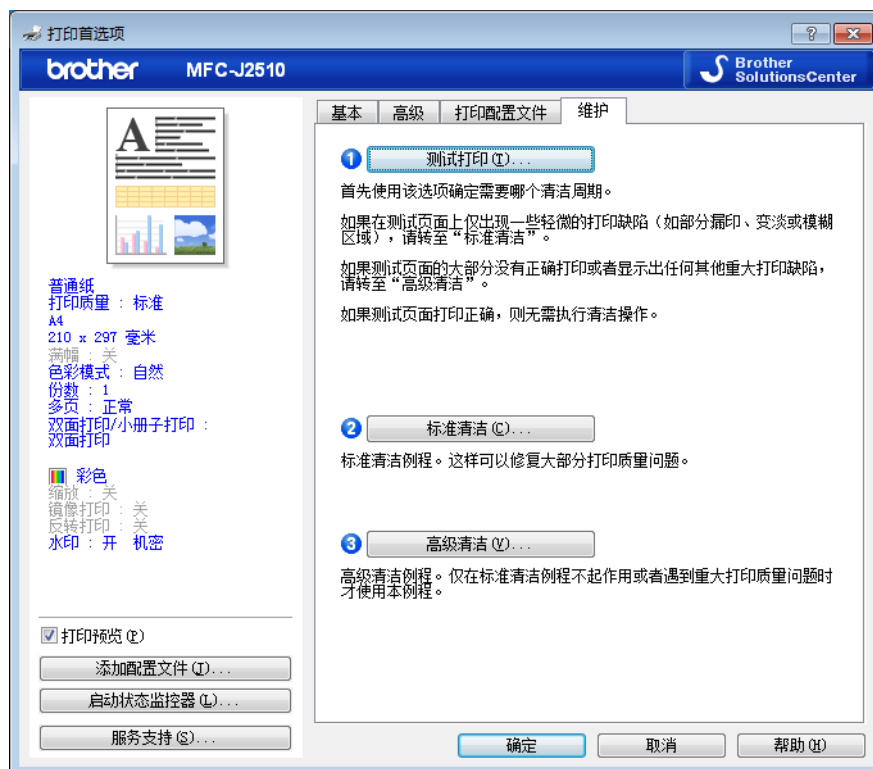 打印首选项
brother MFC-J2510
Brother
SolutionsCenter
基本 高级 打印配置文件 维护
A
普通纸
打印质量 : 标准
A4
210 x 297 毫米
满幅 : 关
色彩模式 : 自然
份数 : 1
多页 : 正常
双面打印/小册子打印 :
双面打印
彩色
缩放 : 关
镜像打印 : 关
反转打印 : 关
水印 : 开 机密
打印预览(P)
添加配置文件(J)...
启动状态监控器(L)...
服务支持(S)...
1 测试打印(T)...
首先使用该选项确定需要哪个清洁周期。
如果在测试页面上仅出现一些轻微的打印缺陷（如部分漏印、变淡或模糊
区域），请转至“标准清洁”。
如果测试页面的大部分没有正确打印或者显示出任何其他重大打印缺陷，
请转至“高级清洁”。
如果测试页面打印正确，则无需执行清洁操作。
2 标准清洁(C)...
标准清洁例程。这样可以修复大部分打印质量问题。
3 高级清洁(V)...
高级清洁例程。仅在标准清洁例程不起作用或者遇到重大打印质量问题时
才使用本例程。
确定 取消 帮助(H)